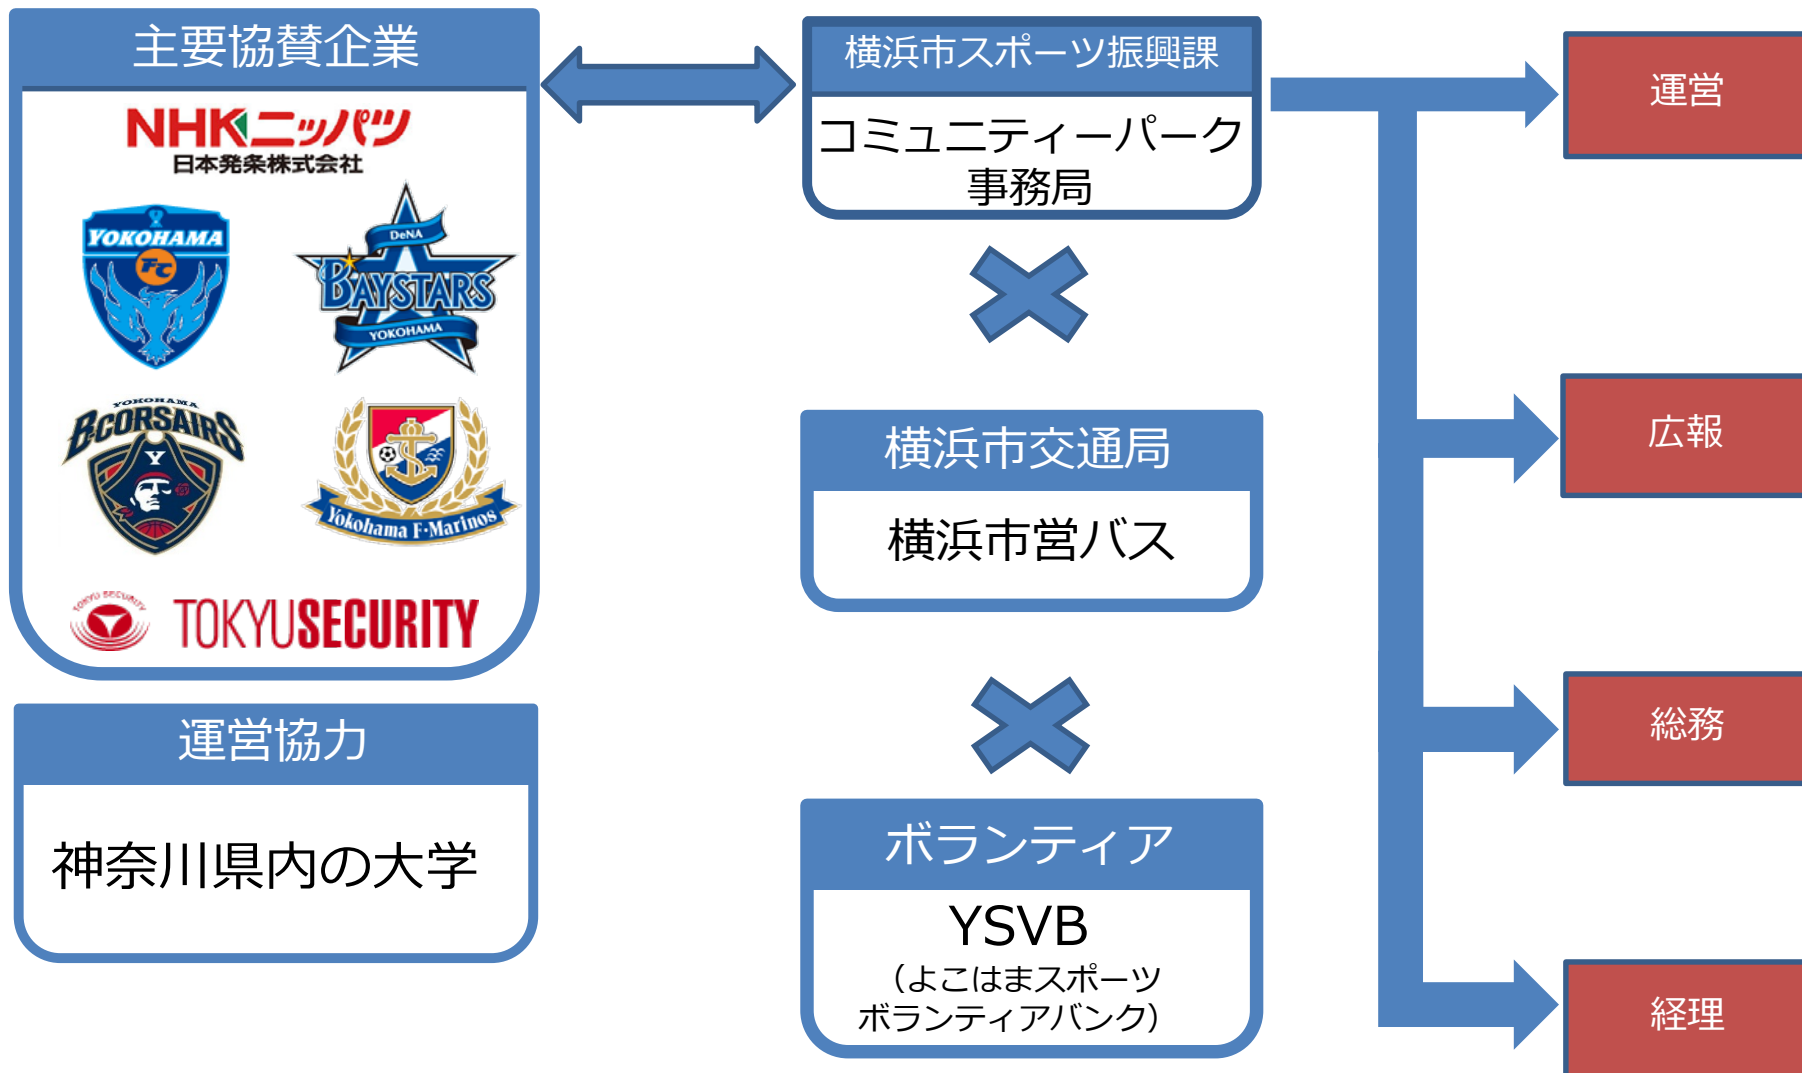 主要協賛企業
NHKニッパツ
日本発条株式会社
YOKOHAMA
FC
DeNA
BAYSTARS
YOKOHAMA
YOKOHAMA
B-CORSAIRS
Y
Yokohama F·Marinos
TOKYU SECURITY
TOKYUSECURITY
運営協力
神奈川県内の大学
横浜市スポーツ振興課
コミュニティーパーク
事務局
横浜市交通局
横浜市営バス
ボランティア
YSVB
（よこはまスポーツ
ボランティアバンク）
運営
広報
総務
経理